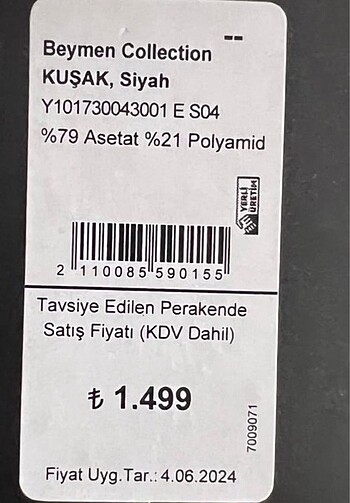 --
Beymen Collection
KUŞAK, Siyah
Y101730043001 E S04
%79 Asetat %21 Polyamid
YERLİ
ÜRETİM
2 110085 590155
Tavsiye Edilen Perakende
Satış Fiyatı (KDV Dahil)
₺ 1.499
7009071
Fiyat Uyg.Tar.: 4.06.2024